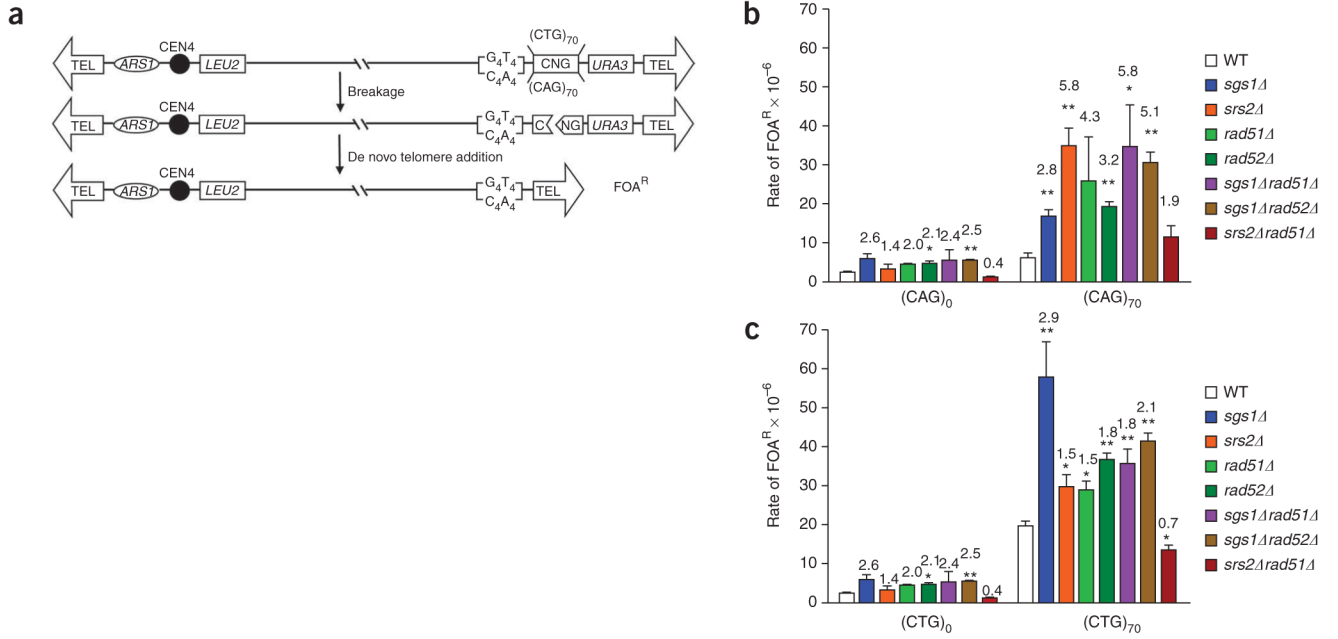 a
(CTG)70
CEN4
TEL ARS1 LEU2 G4T4 CNG URA3 TEL
C4A4
(CAG)70
Breakage
CEN4
TEL ARS1 LEU2 G4T4 C NG URA3 TEL
C4A4
De novo telomere addition
CEN4
TEL ARS1 LEU2 G4T4 TEL FOA^R
C4A4
b
Rate of FOA^R × 10^−6
70
60
50
40
30
20
10
0
2.6
1.4
2.0
2.1
*
2.4
2.5
**
0.4
2.8
**
5.8
**
4.3
3.2
**
5.8
*
5.1
**
1.9
(CAG)0
(CAG)70
WT
sgs1Δ
srs2Δ
rad51Δ
rad52Δ
sgs1Δrad51Δ
sgs1Δrad52Δ
srs2Δrad51Δ
c
Rate of FOA^R × 10^−6
70
60
50
40
30
20
10
0
2.6
1.4
2.0
2.1
*
2.4
2.5
**
0.4
2.9
**
1.5
*
1.5
*
1.8
**
1.8
**
2.1
**
0.7
*
(CTG)0
(CTG)70
WT
sgs1Δ
srs2Δ
rad51Δ
rad52Δ
sgs1Δrad51Δ
sgs1Δrad52Δ
srs2Δrad51Δ